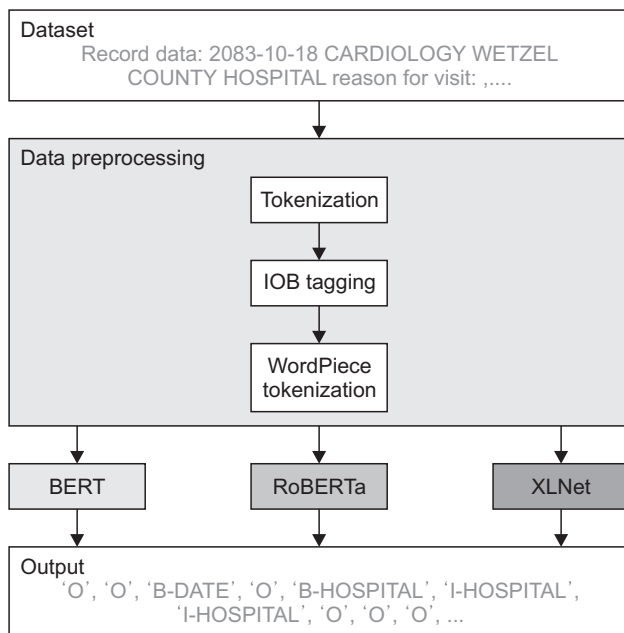 Dataset
Record data: 2083-10-18 CARDIOLOGY WETZEL
COUNTY HOSPITAL reason for visit: ,....
Data preprocessing
Tokenization
IOB tagging
WordPiece
tokenization
BERT
RoBERTa
XLNet
Output
‘O’, ‘O’, ‘B-DATE’, ‘O’, ‘B-HOSPITAL’, ‘I-HOSPITAL’,
‘I-HOSPITAL’, ‘O’, ‘O’, ‘O’, ...